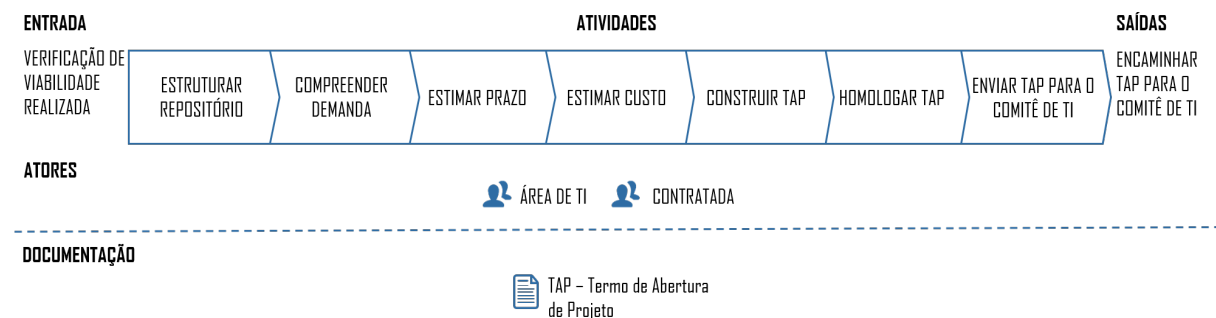 ENTRADA
ATIVIDADES
SAÍDAS
VERIFICAÇÃO DE
VIABILIDADE
REALIZADA
ESTRUTURAR
REPOSITÓRIO
COMPREENDER
DEMANDA
ESTIMAR PRAZO
ESTIMAR CUSTO
CONSTRUIR TAP
HOMOLOGAR TAP
ENVIAR TAP PARA O
COMITÊ DE TI
ENCAMINHAR
TAP PARA O
COMITÊ DE TI
ATORES
ÁREA DE TI
CONTRATADA
DOCUMENTAÇÃO
TAP – Termo de Abertura
de Projeto